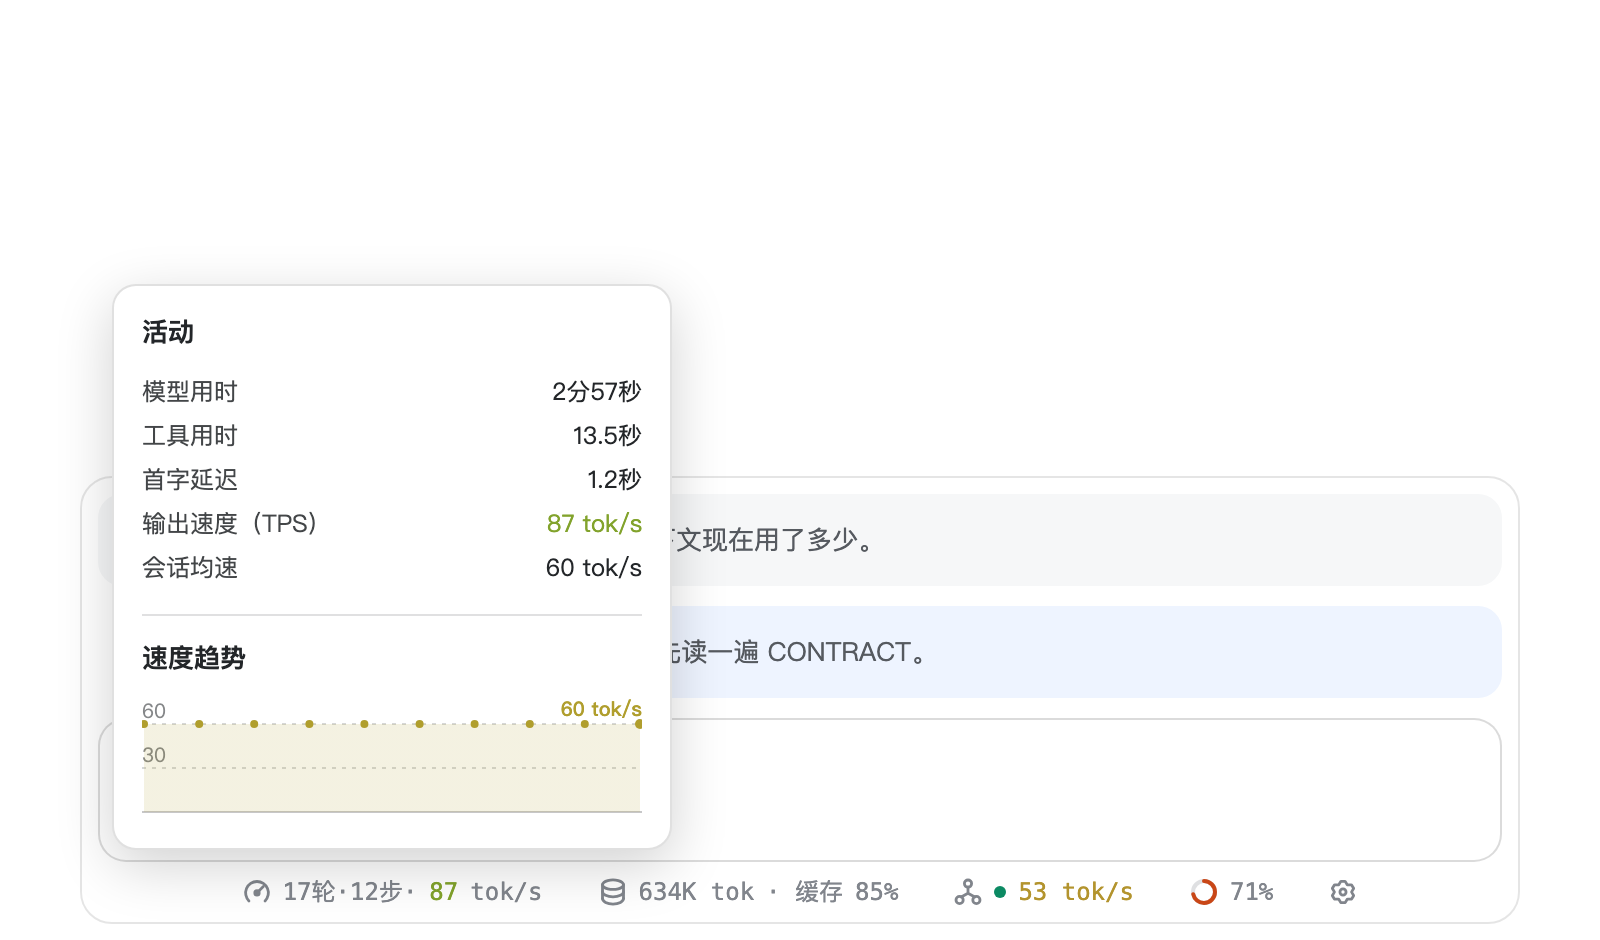 活动
模型用时 2分57秒
工具用时 13.5秒
首字延迟 1.2秒
输出速度（TPS） 87 tok/s
会话均速 60 tok/s
速度趋势
60 60 tok/s
30
文现在用了多少。
读一遍 CONTRACT。
17轮·12步· 87 tok/s 634K tok · 缓存 85% 53 tok/s 71%